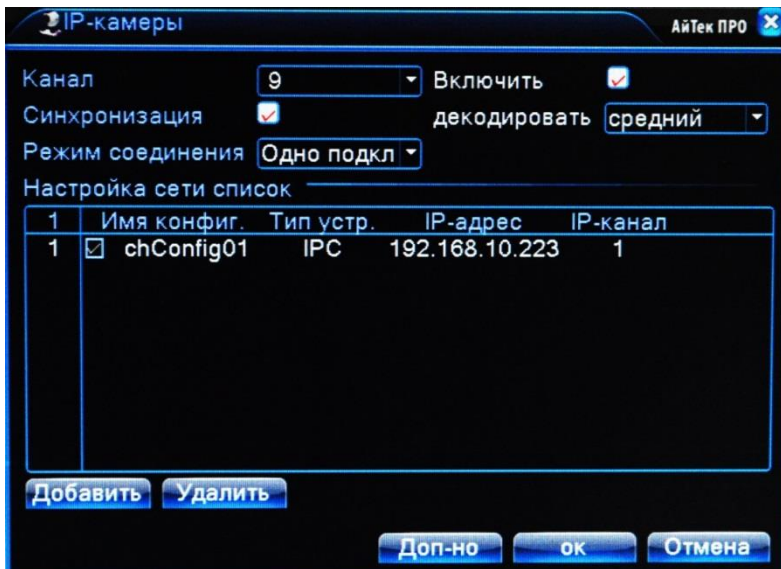 IP-камеры АйТек ПРО
Канал 9 Включить
Синхронизация декодировать средний
Режим соединения Одно подкл
Настройка сети список
1 Имя конфиг. Тип устр. IP-адрес IP-канал
1 chConfig01 IPC 192.168.10.223 1
Добавить Удалить
Доп-но ок Отмена